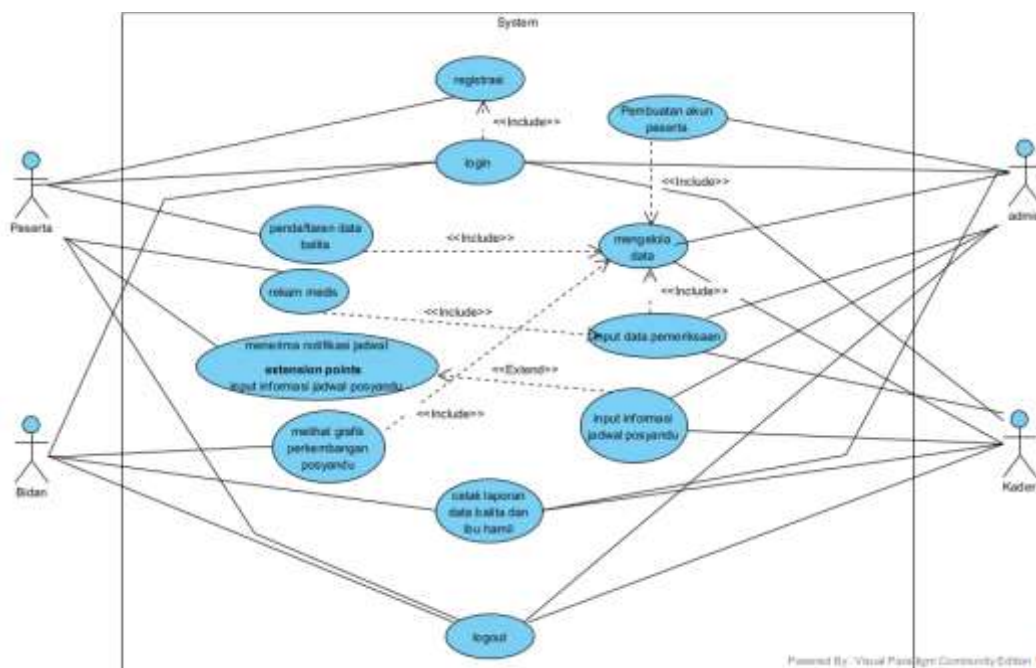 System
registrasi
<<Include>>
Pembuatan akun
peserta
login
<<Include>>
Peserta
admin
pendaftaran data
balita
<<Include>>
mengelola
data
rekam medis
<<Include>>
input data pemeriksaan
menerima notifikasi jadwal
extension points
input informasi jadwal posyandu
<<Extend>>
<<Include>>
input informasi
jadwal posyandu
melihat grafik
perkembangan
posyandu
Bidan
Kader
cetak laporan
data balita dan
ibu hamil
logout
Powered By: Visual Paradigm Community Edition